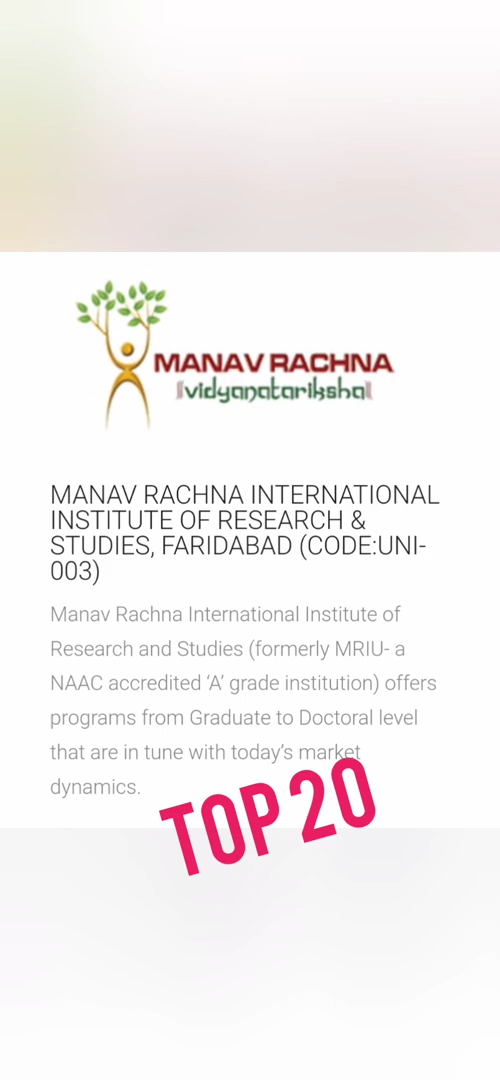 MANAV RACHNA
vidyanatariksha
MANAV RACHNA INTERNATIONAL
INSTITUTE OF RESEARCH &
STUDIES, FARIDABAD (CODE:UNI-
003)
Manav Rachna International Institute of
Research and Studies (formerly MRIU- a
NAAC accredited ‘A’ grade institution) offers
programs from Graduate to Doctoral level
that are in tune with today’s market
dynamics.
TOP 20